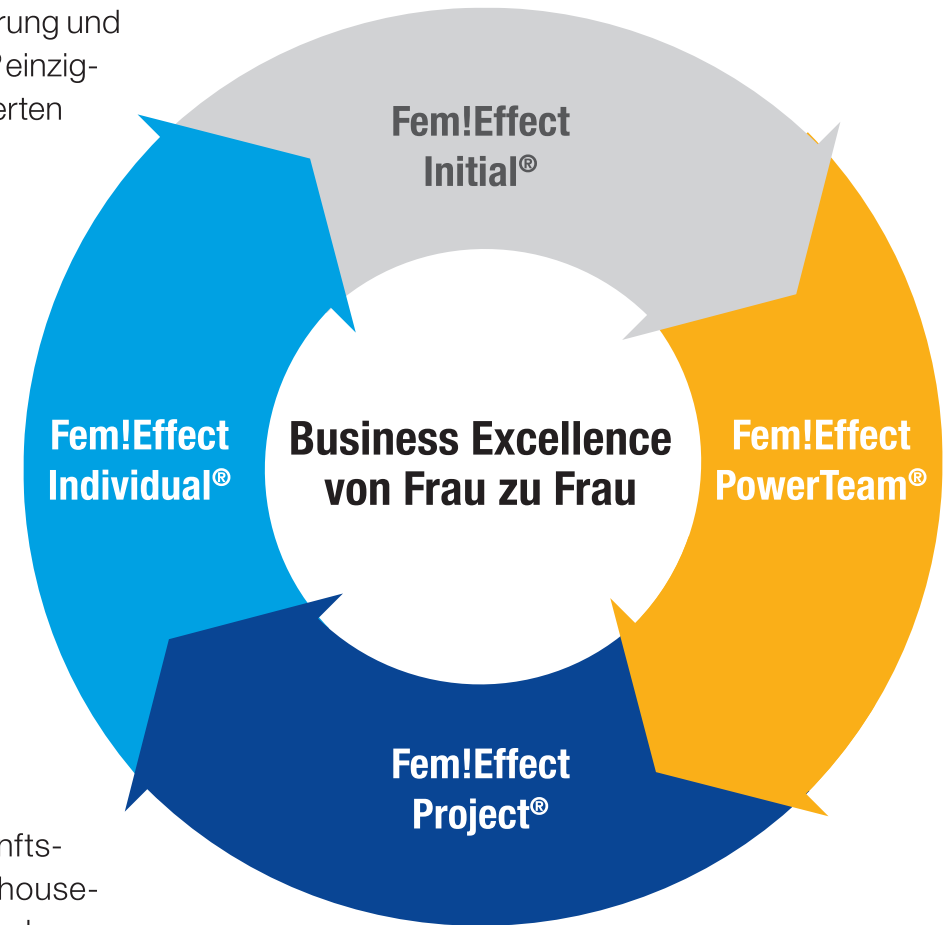 rung und
einzig-
erten
Fem!Effect
Initial®
Fem!Effect
Individual®
Business Excellence
von Frau zu Frau
Fem!Effect
PowerTeam®
Fem!Effect
Project®
nfts-
house-